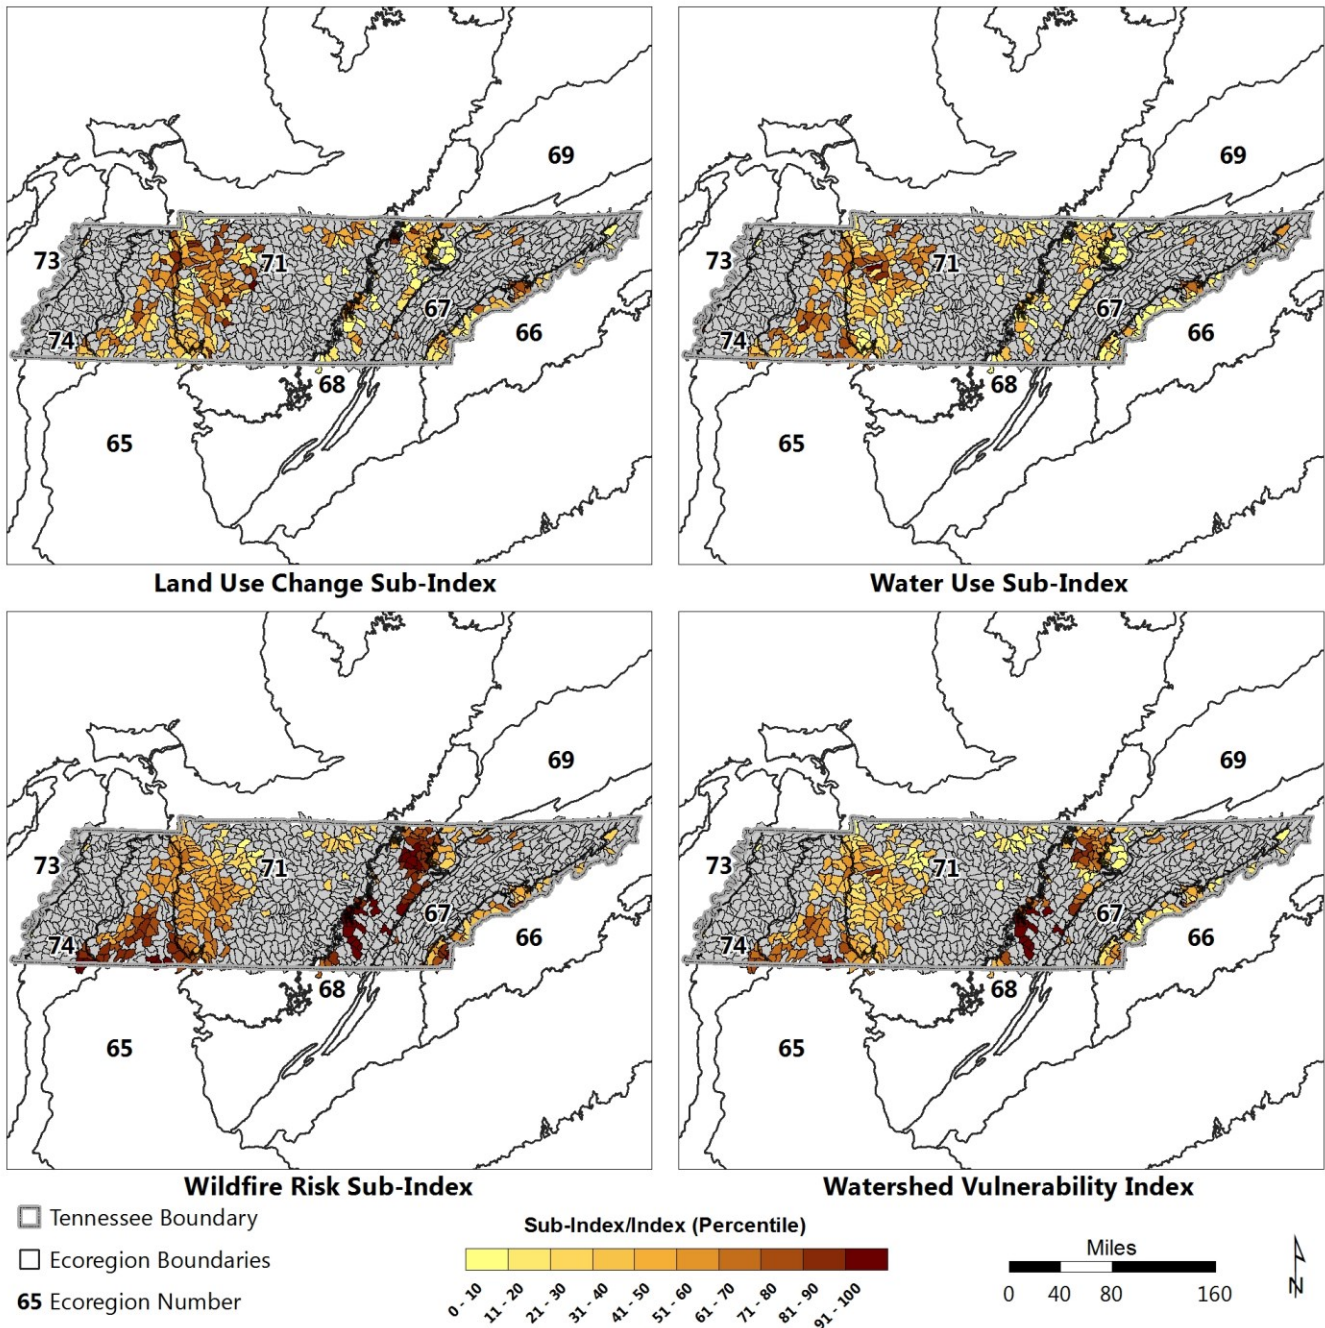 69
69
73
71
73
71
67
67
74
66
74
66
68
68
65
65
Land Use Change Sub-Index
Water Use Sub-Index
69
69
73
71
73
71
67
67
74
66
74
66
68
68
65
65
Wildfire Risk Sub-Index
Watershed Vulnerability Index
Tennessee Boundary
Ecoregion Boundaries
65 Ecoregion Number
Sub-Index/Index (Percentile)
0 - 10
11 - 20
21 - 30
31 - 40
41 - 50
51 - 60
61 - 70
71 - 80
81 - 90
91 - 100
Miles
0 40 80 160
N